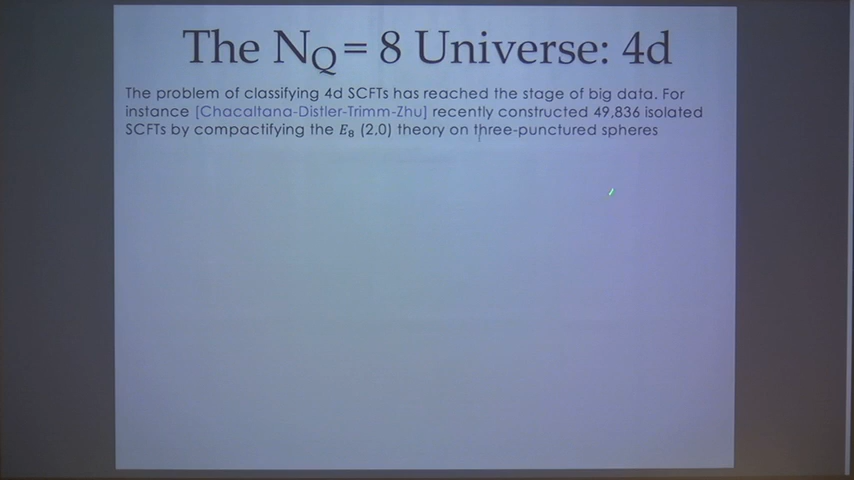 The N_Q = 8 Universe: 4d
The problem of classifying 4d SCFTs has reached the stage of big data. For
instance [Chacaltana-Distler-Trimm-Zhu] recently constructed 49,836 isolated
SCFTs by compactifying the E₈ (2,0) theory on three-punctured spheres